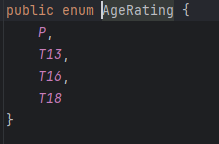 public enum AgeRating {
    P,
    T13,
    T16,
    T18
}